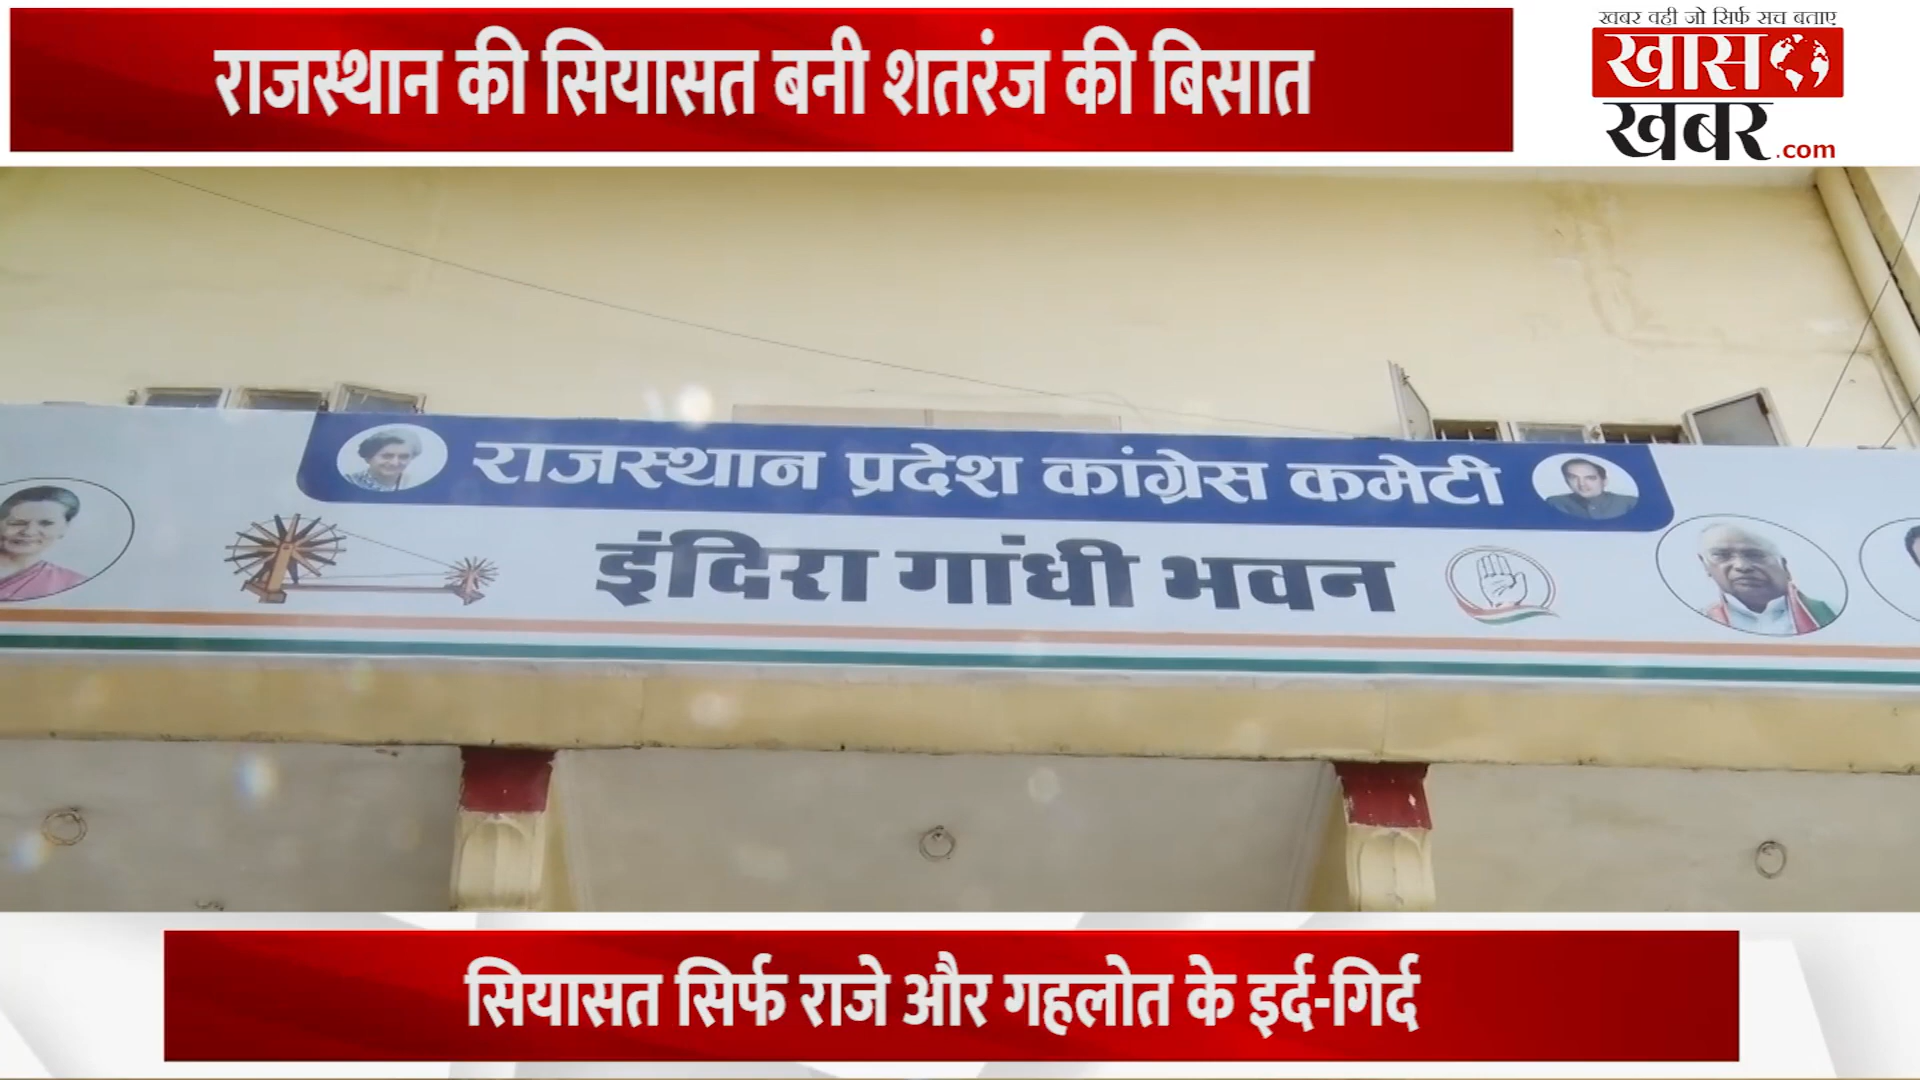 राजस्थान की सियासत बनी शतरंज की बिसात
खबर वही जो सिर्फ सच बताए
खास
खबर
.com
राजस्थान प्रदेश कांग्रेस कमेटी
इंदिरा गांधी भवन
सियासत सिर्फ राजे और गहलोत के इर्द-गिर्द